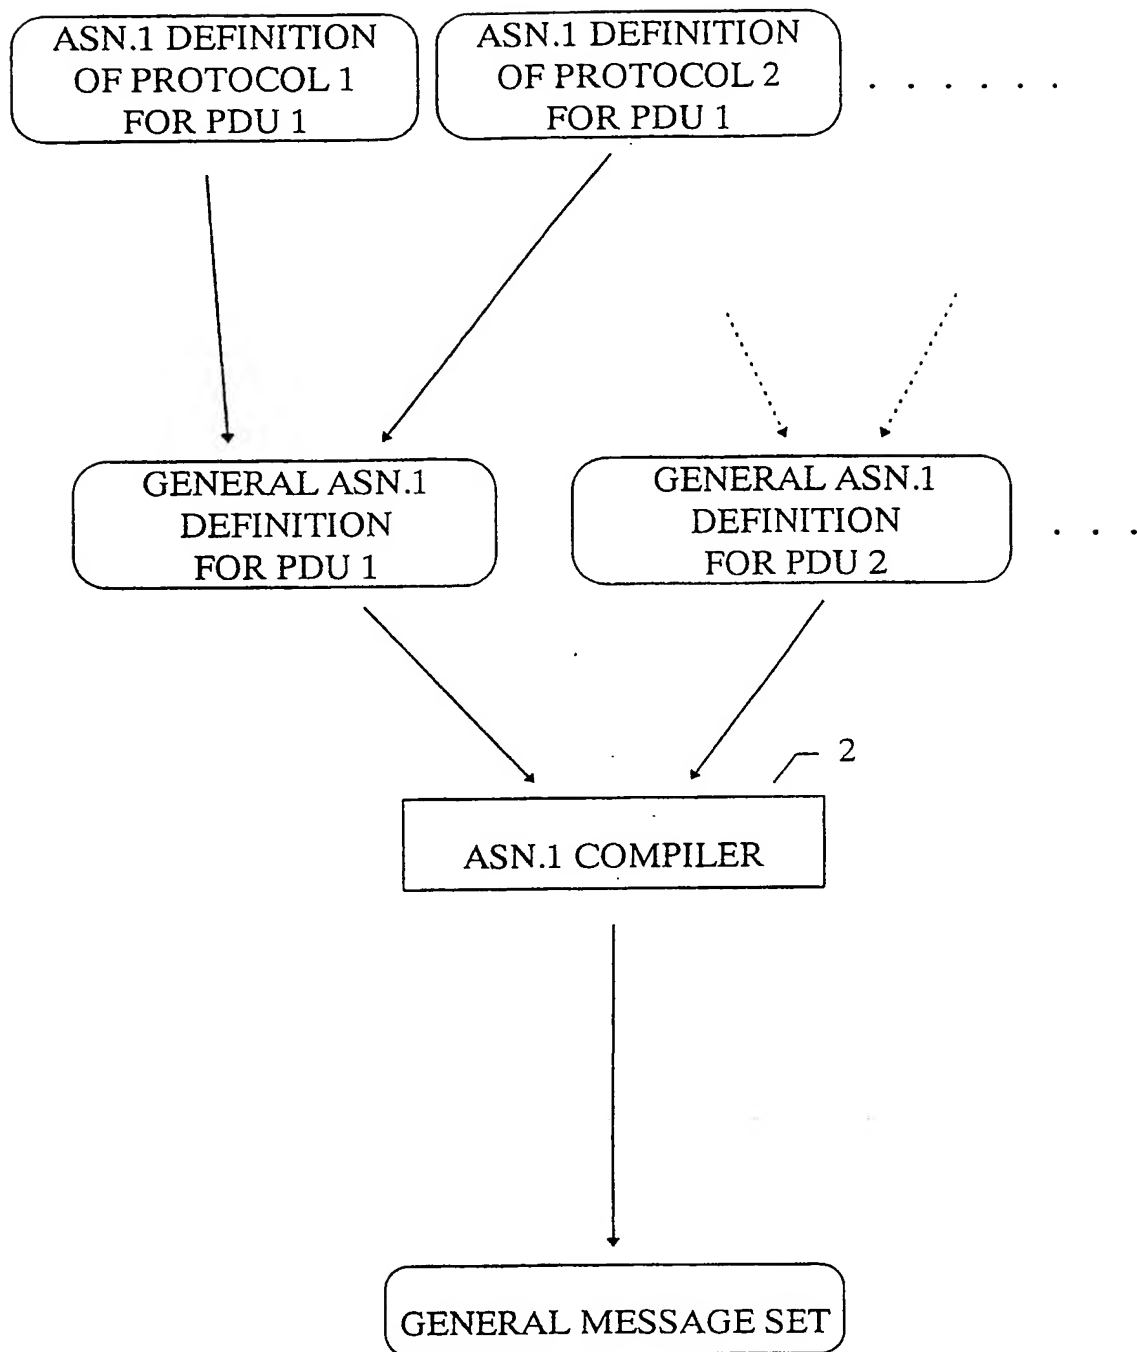 ASN.1 DEFINITION
OF PROTOCOL 1
FOR PDU 1
ASN.1 DEFINITION
OF PROTOCOL 2
FOR PDU 1
. . . . . .
GENERAL ASN.1
DEFINITION
FOR PDU 1
GENERAL ASN.1
DEFINITION
FOR PDU 2
. . .
2
ASN.1 COMPILER
GENERAL MESSAGE SET